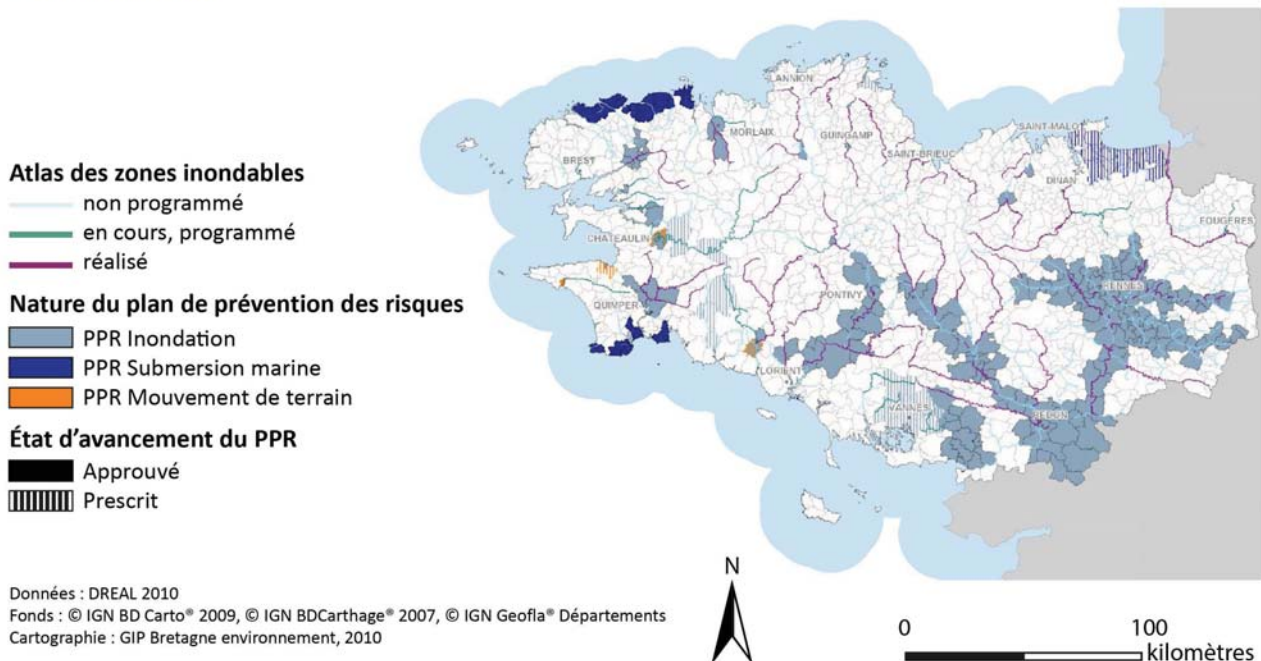 Atlas des zones inondables
non programmé
en cours, programmé
réalisé
Nature du plan de prévention des risques
PPR Inondation
PPR Submersion marine
PPR Mouvement de terrain
État d'avancement du PPR
Approuvé
Prescrit
Données : DREAL 2010
Fonds : © IGN BD Carto® 2009, © IGN BDCarthage® 2007, © IGN Geofla® Départements
Cartographie : GIP Bretagne environnement, 2010
LANNION
MORLAIX
GUINGAMP
SAINT-MALO
BREST
SAINT-BRIEUC
DINAN
FOUGÈRES
CHATEAULIN
RENNES
QUIMPER
PONTIVY
LORIENT
VANNES
REDON
N
0 100
kilomètres